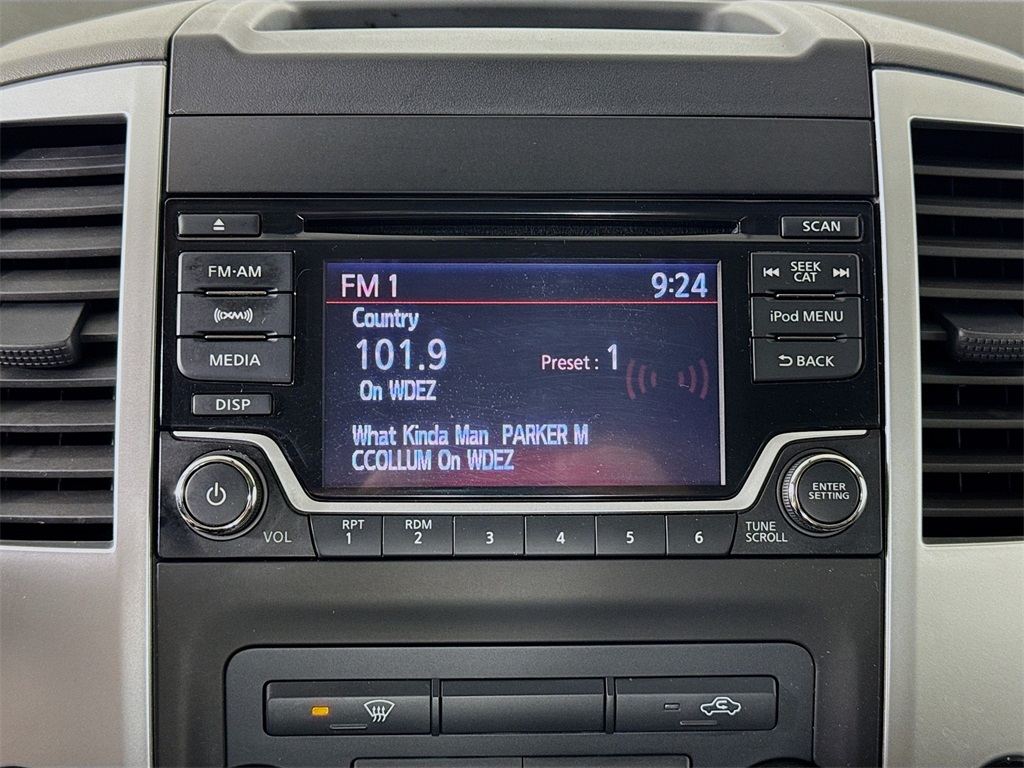 SCAN
FM·AM
FM 1 9:24
SEEK
CAT
Country
((XM))
iPod MENU
101.9
Preset : 1
MEDIA
BACK
On WDEZ
DISP
What Kinda Man PARKER M
CCOLLUM On WDEZ
ENTER
SETTING
VOL
RPT
1
RDM
2
3
4
5
6
TUNE
SCROLL